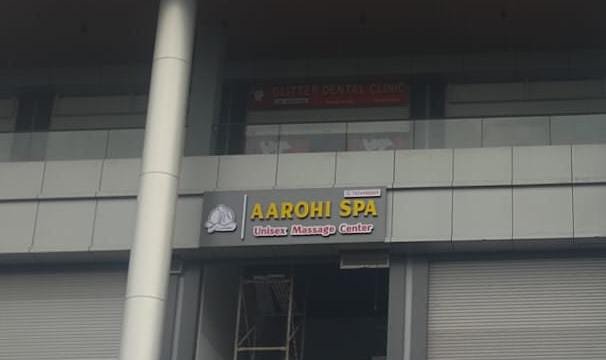 GLITTER DENTAL CLINIC
AAROHI SPA
Unisex Massage Center